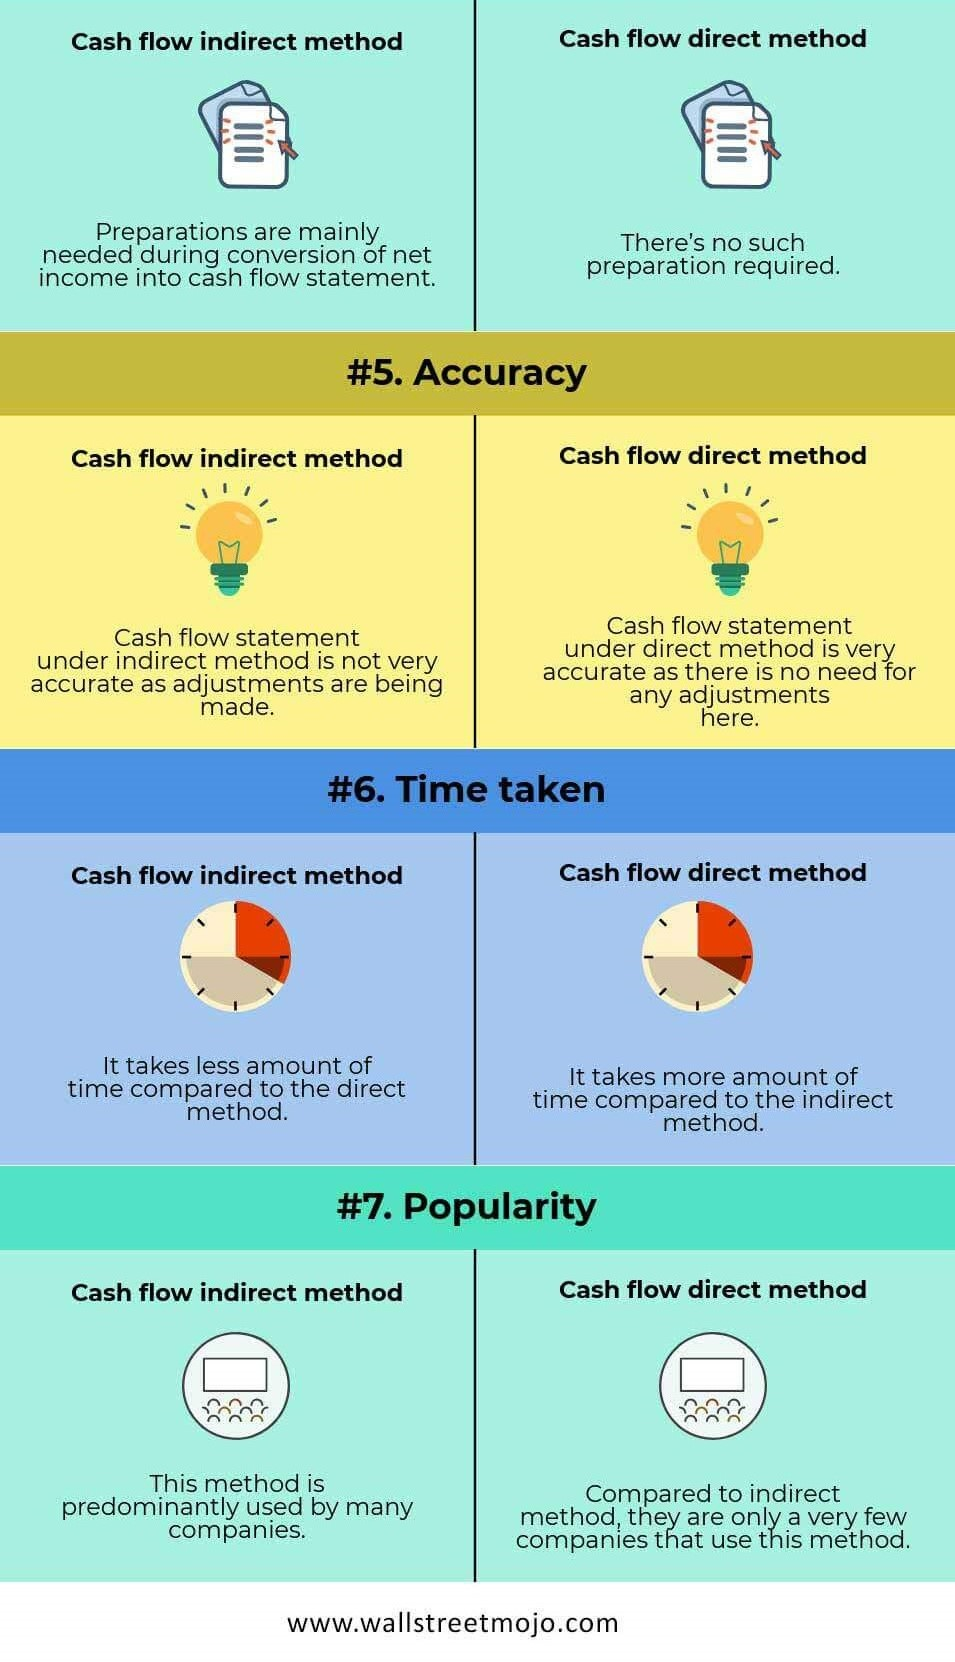 Cash flow indirect method
Preparations are mainly
needed during conversion of net
income into cash flow statement.
Cash flow direct method
There's no such
preparation required.
#5. Accuracy
Cash flow indirect method
Cash flow statement
under indirect method is not very
accurate as adjustments are being
made.
Cash flow direct method
Cash flow statement
under direct method is very
accurate as there is no need for
any adjustments
here.
#6. Time taken
Cash flow indirect method
It takes less amount of
time compared to the direct
method.
Cash flow direct method
It takes more amount of
time compared to the indirect
method.
#7. Popularity
Cash flow indirect method
This method is
predominantly used by many
companies.
Cash flow direct method
Compared to indirect
method, they are only a very few
companies that use this method.
www.wallstreetmojo.com